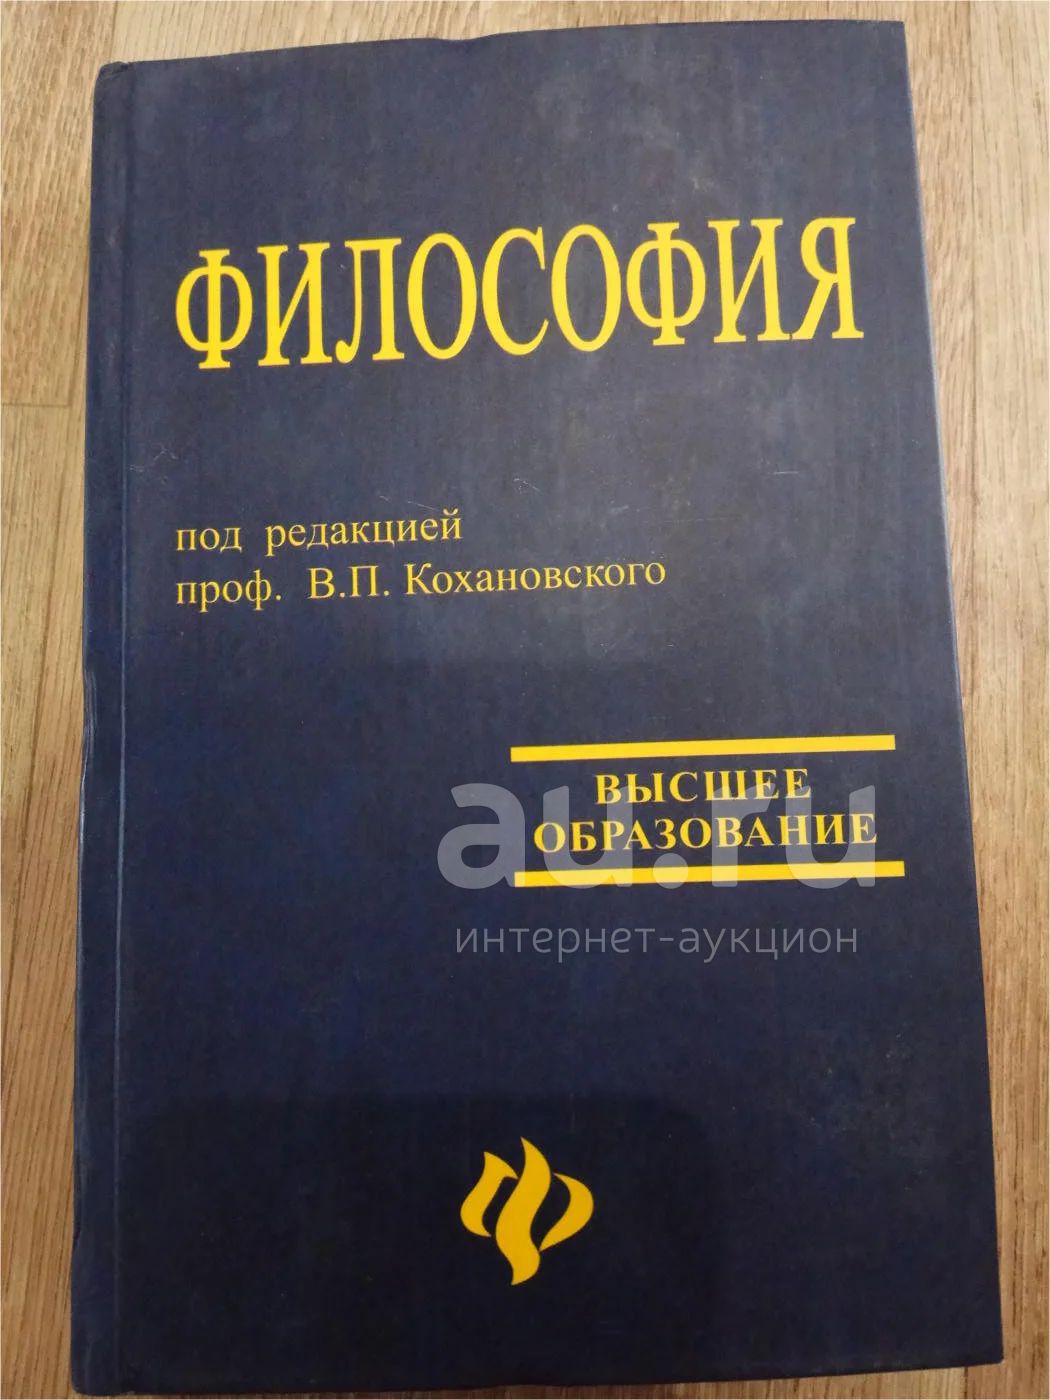 ФИЛОСОФИЯ
под редакцией
проф. В.П. Кохановского
ВЫСШЕЕ
ОБРАЗОВАНИЕ
au.ru
интернет-аукцион